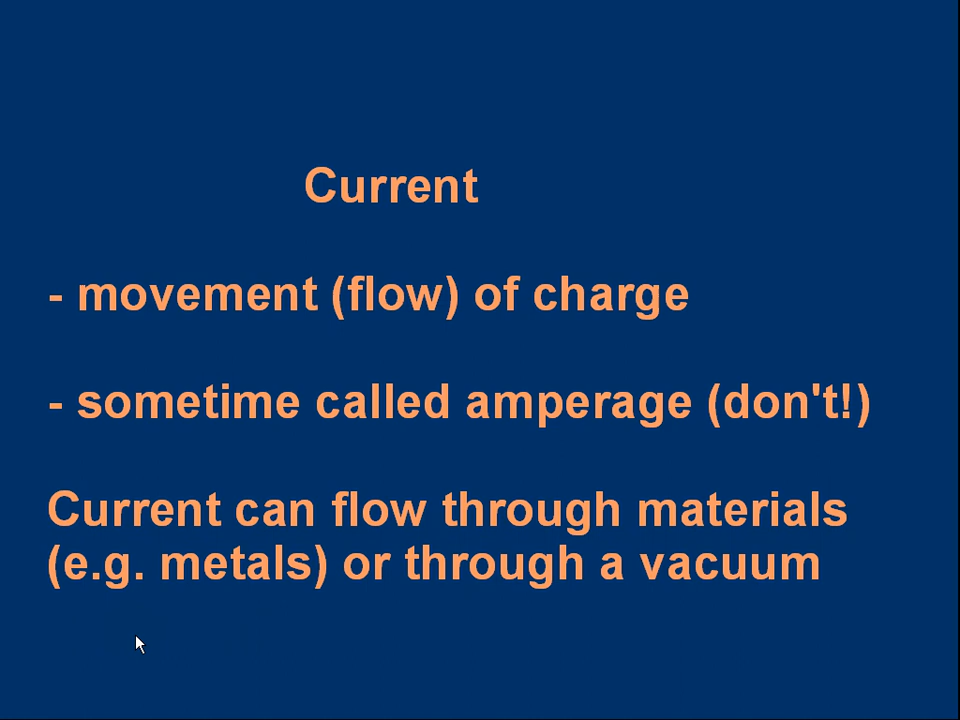 Current
- movement (flow) of charge
- sometime called amperage (don't!)
Current can flow through materials
(e.g. metals) or through a vacuum